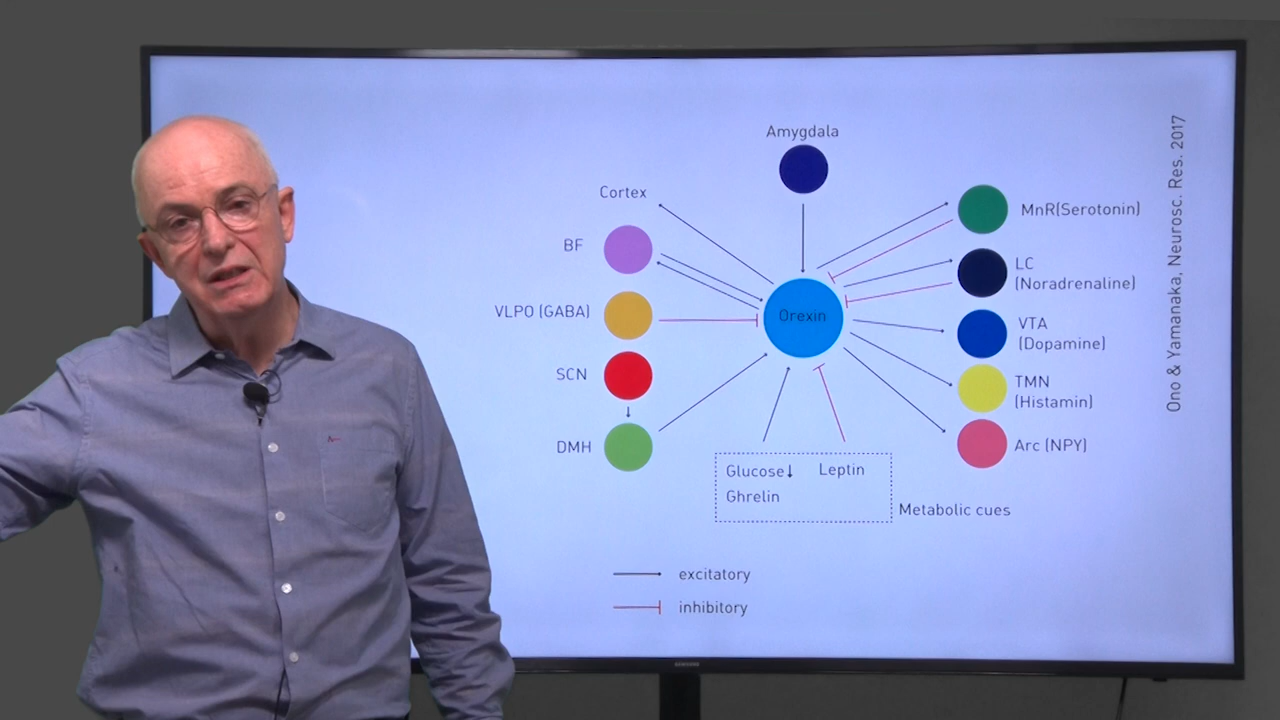 Amygdala
Cortex
BF
VLPO (GABA)
SCN
DMH
Orexin
MnR(Serotonin)
LC
(Noradrenaline)
VTA
(Dopamine)
TMN
(Histamin)
Arc (NPY)
Glucose↓
Leptin
Ghrelin
Metabolic cues
excitatory
inhibitory
Ono & Yamanaka, Neurosc. Res. 2017
SAMSUNG